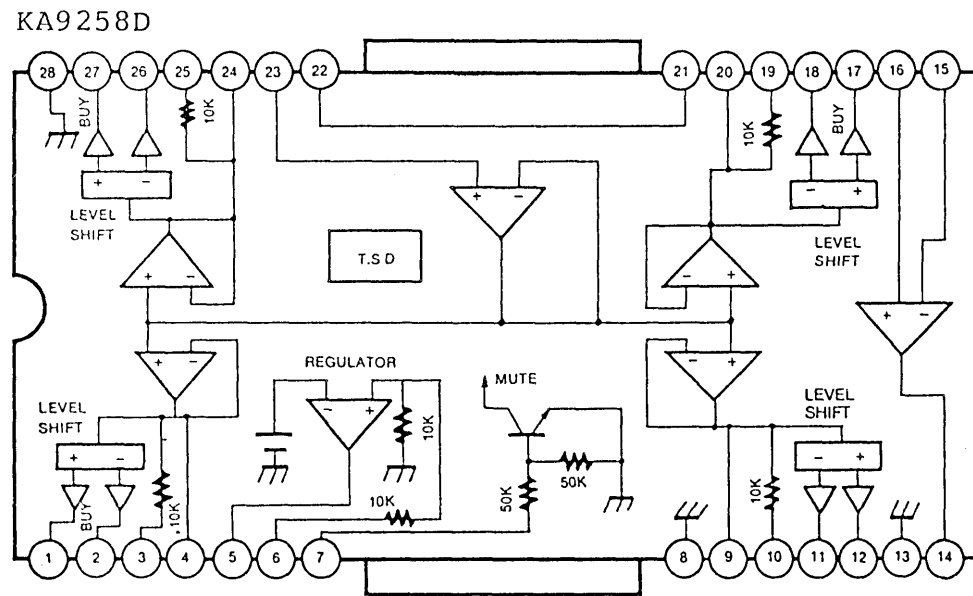 KA9258D
28 27 26 25 24 23 22 21 20 19 18 17 16 15
BUY
10K
10K
BUY
+ −
+ −
− +
LEVEL
SHIFT
LEVEL
SHIFT
T.S D
+ −
− +
+ −
+ −
− +
REGULATOR
MUTE
LEVEL
SHIFT
LEVEL
SHIFT
− +
10K
+ −
− +
50K
10K
50K
10K
BUY
.10K
1 2 3 4 5 6 7 8 9 10 11 12 13 14